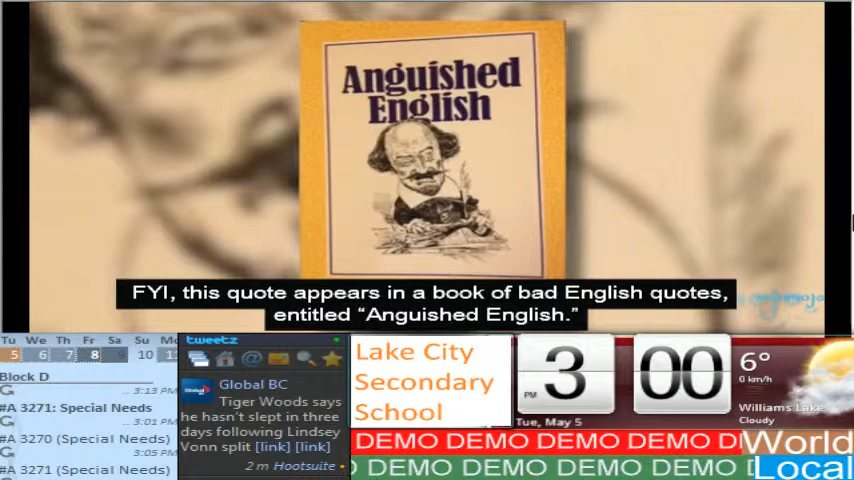 Anguished
English
FYI, this quote appears in a book of bad English quotes,
entitled “Anguished English.”
Tu We Th Fr Sa Su Mo
5 6 7 8 9 10 11
Block D
.. 3:13 PM
#A 3271: Special Needs
.. 3:01 PM
#A 3270 (Special Needs)
3:05 PM
#A 3271 (Special Needs)
tweetz
Global BC
Tiger Woods says
he hasn't slept in three
days following Lindsey
Vonn split [link] [link]
2 m Hootsuite
Lake City
Secondary
School
PM 3 00
Tue, May 5
6°
0 km/h
Williams Lake
Cloudy
DEMO DEMO DEMO DEMO D World
DEMO DEMO DEMO DEMO DEMO Local